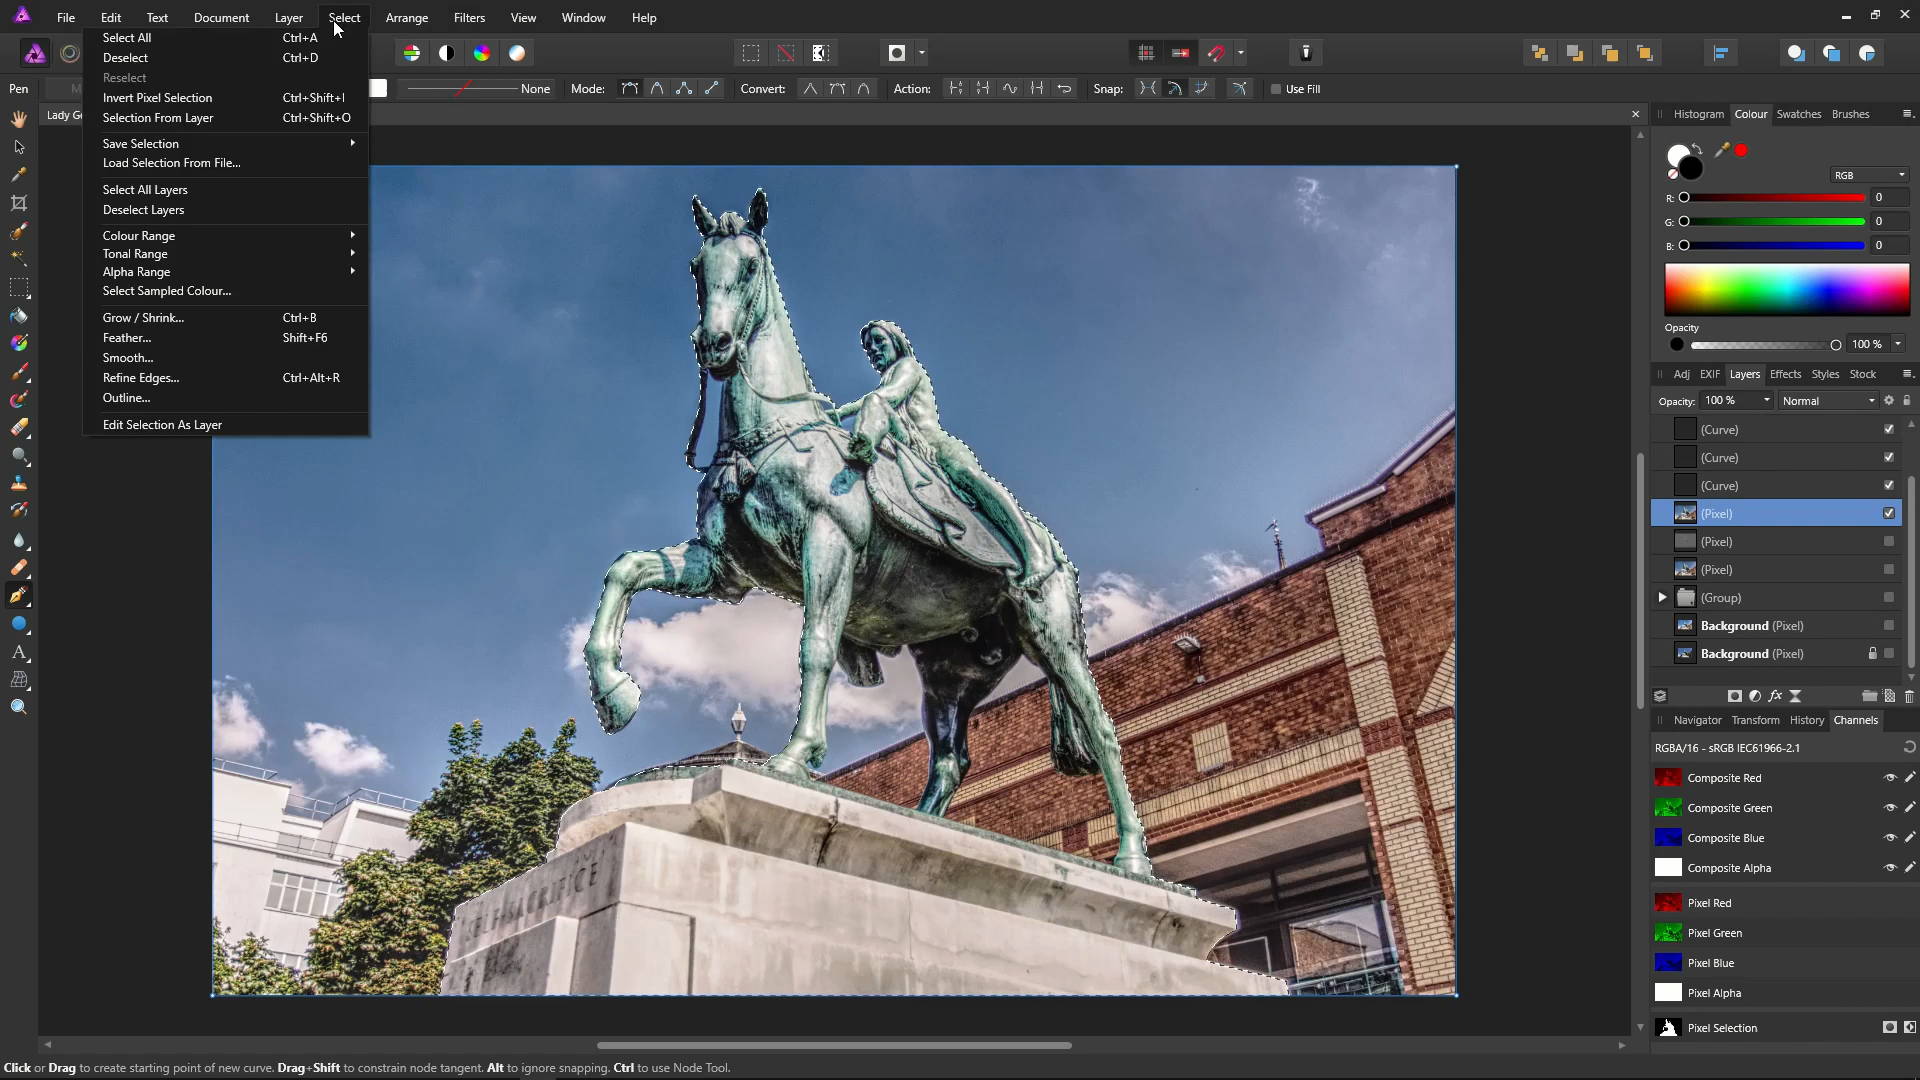 File Edit Text Document Layer Select Arrange Filters View Window Help
Select All Ctrl+A
Deselect Ctrl+D
Reselect
Invert Pixel Selection Ctrl+Shift+I
Selection From Layer Ctrl+Shift+O
Save Selection
Load Selection From File...
Select All Layers
Deselect Layers
Colour Range
Tonal Range
Alpha Range
Select Sampled Colour...
Grow / Shrink... Ctrl+B
Feather... Shift+F6
Smooth...
Refine Edges... Ctrl+Alt+R
Outline...
Edit Selection As Layer
Pen None Mode: Convert: Action: Snap: Use Fill
Lady
SELF-SACRIFICE
Histogram Colour Swatches Brushes
RGB
R: 0
G: 0
B: 0
Opacity
100 %
Adj EXIF Layers Effects Styles Stock
Opacity: 100 % Normal
(Curve)
(Curve)
(Curve)
(Pixel)
(Pixel)
(Pixel)
(Group)
Background (Pixel)
Background (Pixel)
Navigator Transform History Channels
RGBA/16 - sRGB IEC61966-2.1
Composite Red
Composite Green
Composite Blue
Composite Alpha
Pixel Red
Pixel Green
Pixel Blue
Pixel Alpha
Pixel Selection
Click or Drag to create starting point of new curve. Drag+Shift to constrain node tangent. Alt to ignore snapping. Ctrl to use Node Tool.